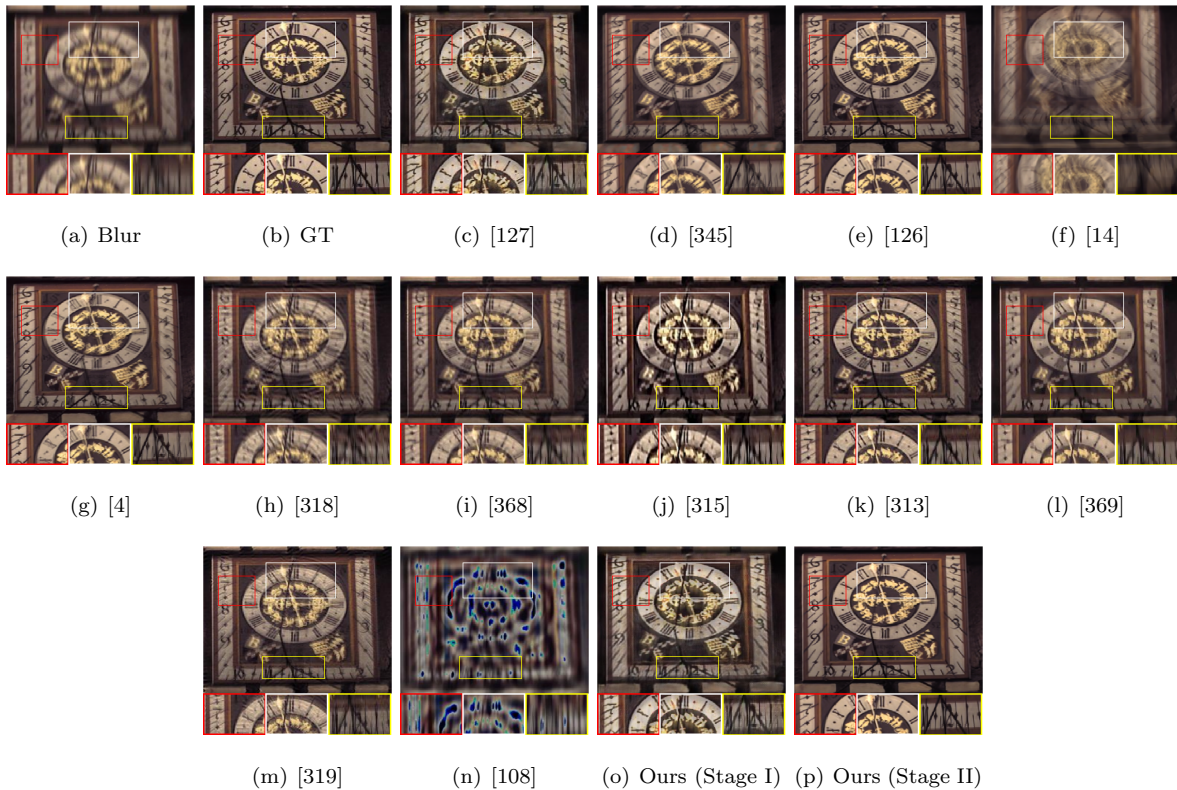 (a) Blur (b) GT (c) [127] (d) [345] (e) [126] (f) [14]
(g) [4] (h) [318] (i) [368] (j) [315] (k) [313] (l) [369]
(m) [319] (n) [108] (o) Ours (Stage I) (p) Ours (Stage II)